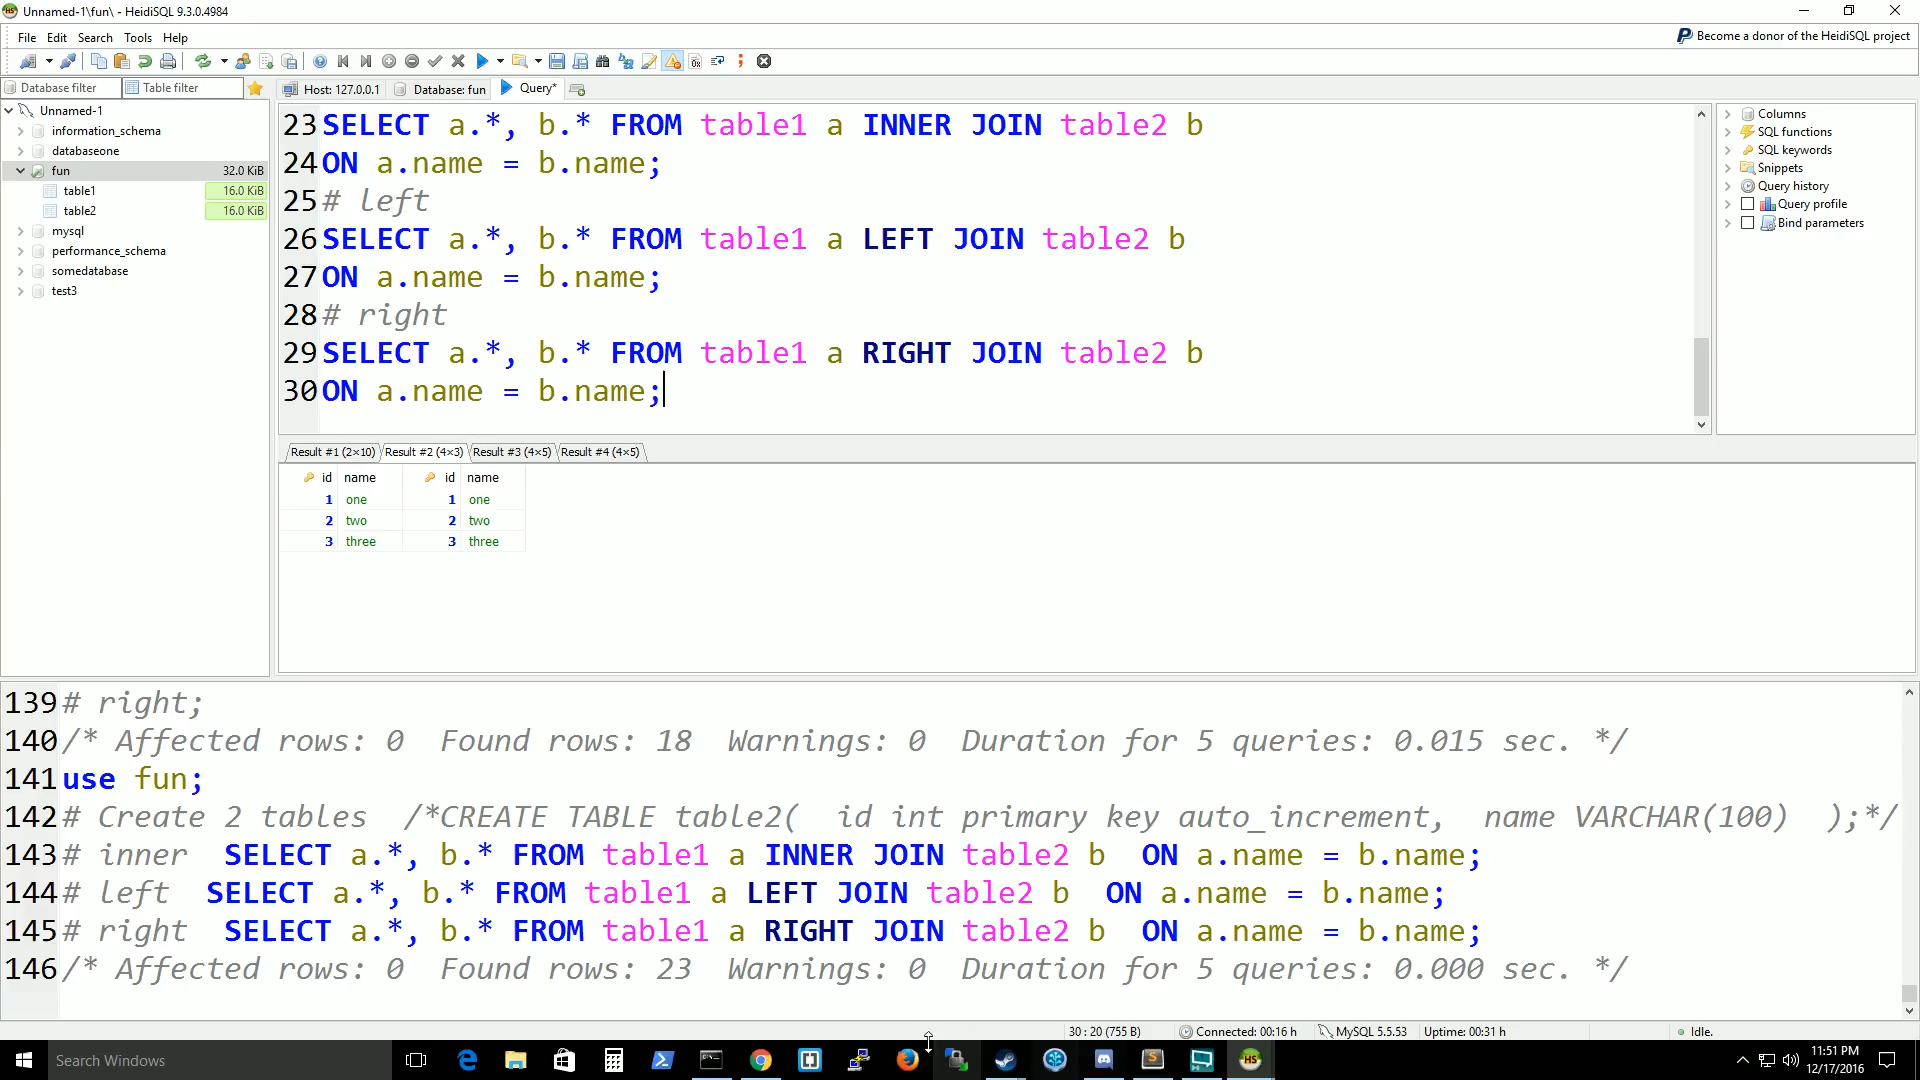 Unnamed-1\fun\ - HeidiSQL 9.3.0.4984
File Edit Search Tools Help
Become a donor of the HeidiSQL project
Database filter Table filter
Host: 127.0.0.1 Database: fun Query*
Unnamed-1
information_schema
databaseone
fun 32.0 KiB
table1 16.0 KiB
table2 16.0 KiB
mysql
performance_schema
somedatabase
test3
23 SELECT a.*, b.* FROM table1 a INNER JOIN table2 b
24 ON a.name = b.name;
25 # left
26 SELECT a.*, b.* FROM table1 a LEFT JOIN table2 b
27 ON a.name = b.name;
28 # right
29 SELECT a.*, b.* FROM table1 a RIGHT JOIN table2 b
30 ON a.name = b.name;
Columns
SQL functions
SQL keywords
Snippets
Query history
Query profile
Bind parameters
Result #1 (2×10) Result #2 (4×3) Result #3 (4×5) Result #4 (4×5)
id name id name
1 one 1 one
2 two 2 two
3 three 3 three
139 # right;
140 /* Affected rows: 0  Found rows: 18  Warnings: 0  Duration for 5 queries: 0.015 sec. */
141 use fun;
142 # Create 2 tables  /*CREATE TABLE table2(  id int primary key auto_increment,  name VARCHAR(100)  );*/
143 # inner  SELECT a.*, b.* FROM table1 a INNER JOIN table2 b  ON a.name = b.name;
144 # left  SELECT a.*, b.* FROM table1 a LEFT JOIN table2 b  ON a.name = b.name;
145 # right  SELECT a.*, b.* FROM table1 a RIGHT JOIN table2 b  ON a.name = b.name;
146 /* Affected rows: 0  Found rows: 23  Warnings: 0  Duration for 5 queries: 0.000 sec. */
30 : 20 (755 B) Connected: 00:16 h MySQL 5.5.53 Uptime: 00:31 h Idle.
Search Windows
11:51 PM
12/17/2016